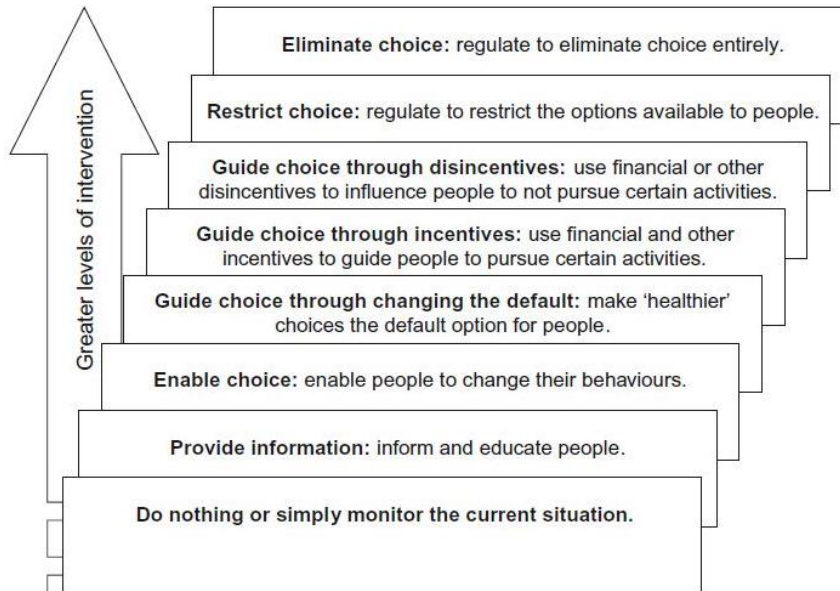 Greater levels of intervention
Eliminate choice: regulate to eliminate choice entirely.
Restrict choice: regulate to restrict the options available to people.
Guide choice through disincentives: use financial or other
disincentives to influence people to not pursue certain activities.
Guide choice through incentives: use financial and other
incentives to guide people to pursue certain activities.
Guide choice through changing the default: make ‘healthier’
choices the default option for people.
Enable choice: enable people to change their behaviours.
Provide information: inform and educate people.
Do nothing or simply monitor the current situation.